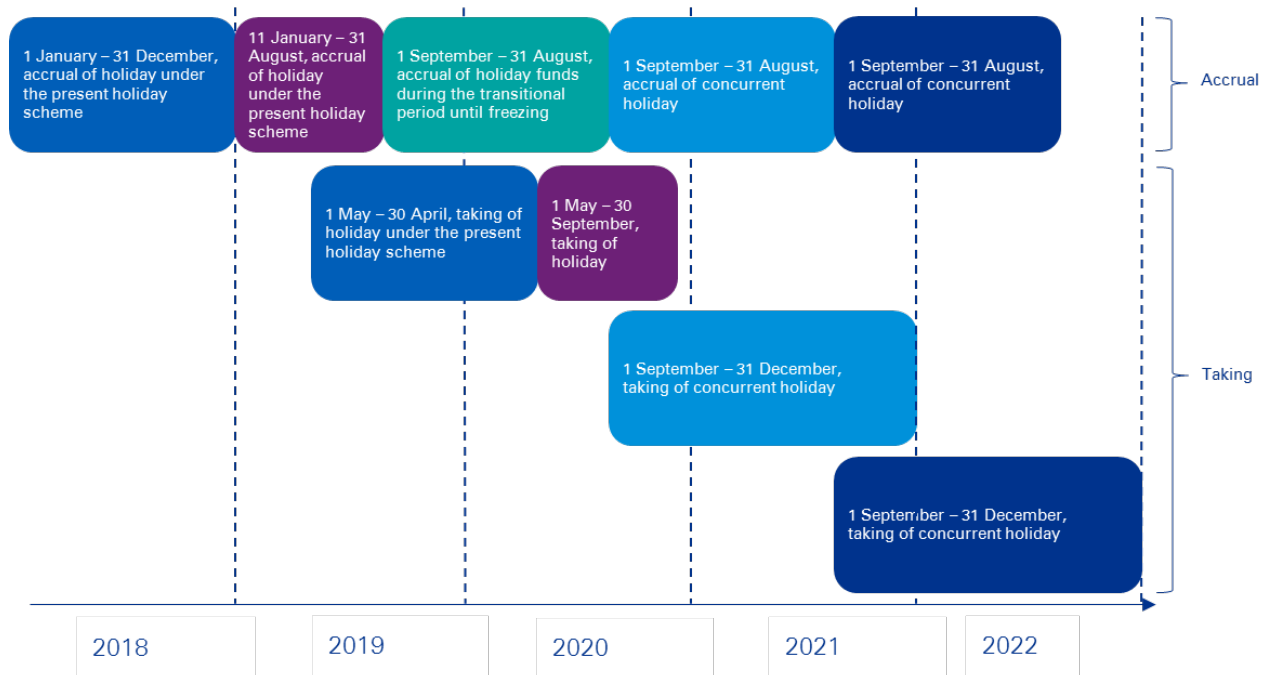 1 January – 31 December,
accrual of holiday under
the present holiday
scheme
11 January – 31
August, accrual
of holiday
under the
present holiday
scheme
1 September – 31 August,
accrual of holiday funds
during the transitional
period until freezing
1 September – 31 August,
accrual of concurrent
holiday
1 September – 31 August,
accrual of concurrent
holiday
Accrual
1 May – 30 April, taking of
holiday under the present
holiday scheme
1 May – 30
September,
taking of
holiday
1 September – 31 December,
taking of concurrent holiday
Taking
1 September – 31 December,
taking of concurrent holiday
2018
2019
2020
2021
2022